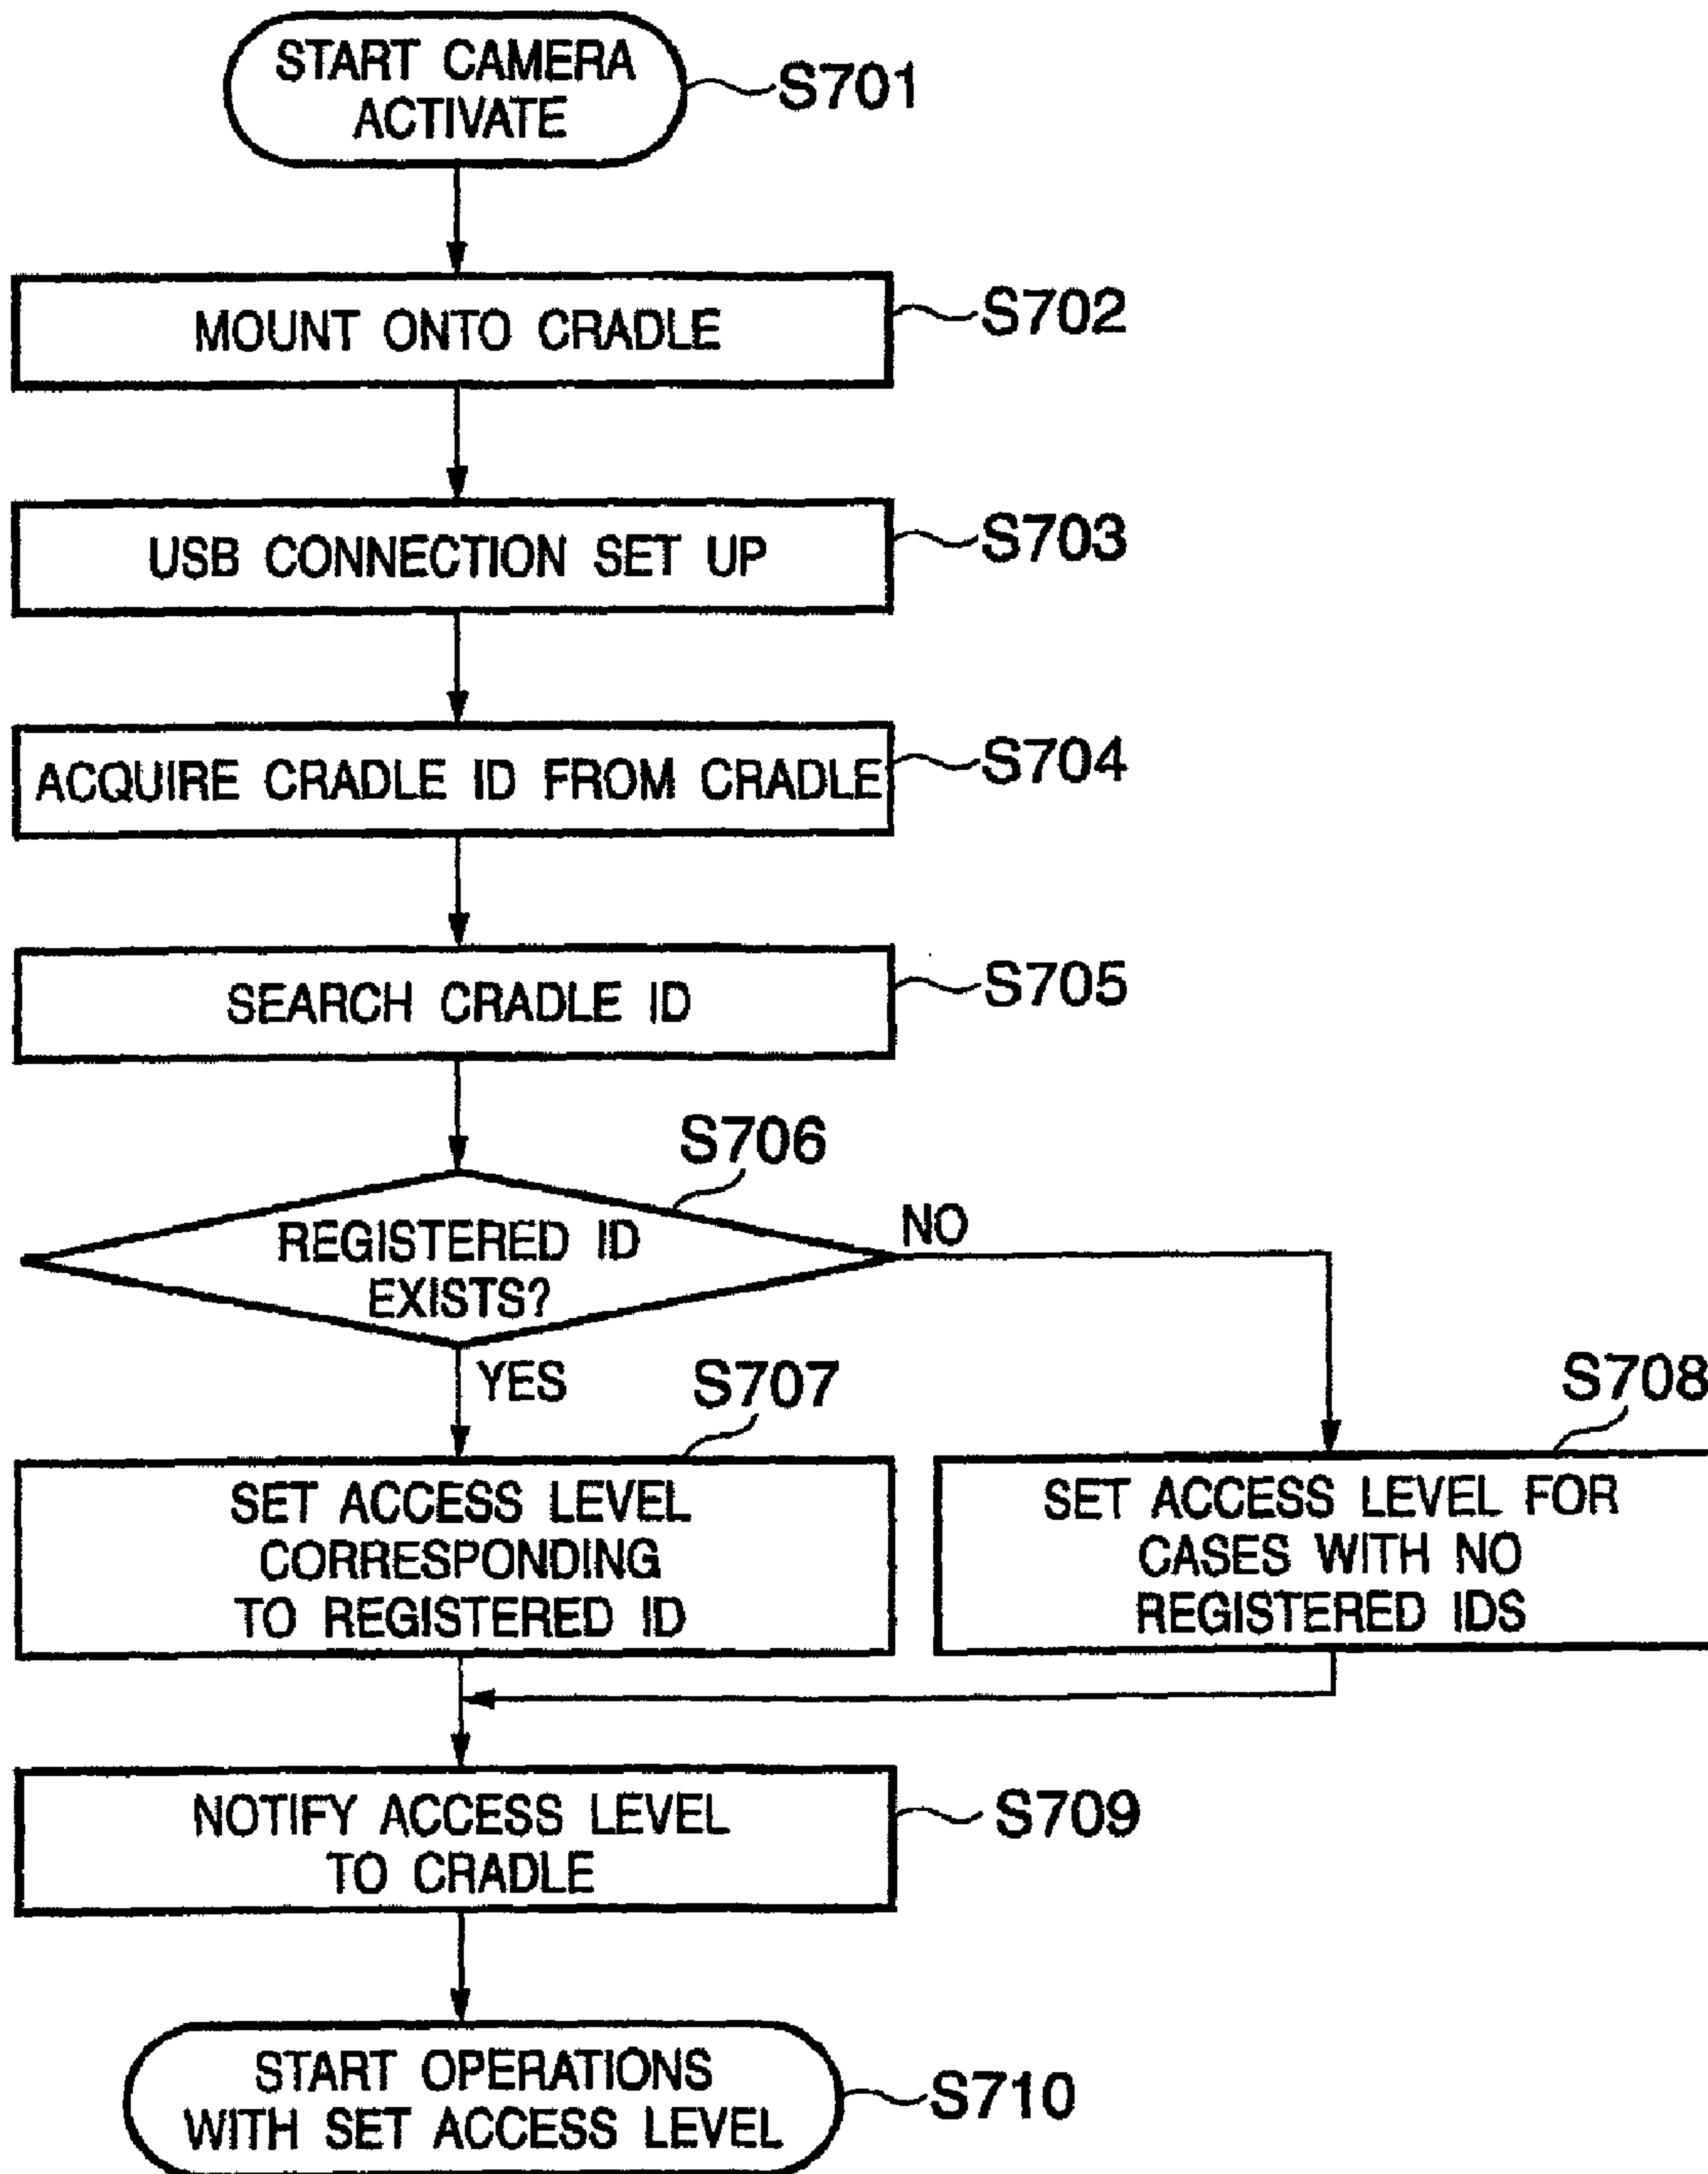 START CAMERA
ACTIVATE
S701
MOUNT ONTO CRADLE
S702
USB CONNECTION SET UP
S703
ACQUIRE CRADLE ID FROM CRADLE
S704
SEARCH CRADLE ID
S705
S706
REGISTERED ID
EXISTS?
NO
YES
S707
SET ACCESS LEVEL
CORRESPONDING
TO REGISTERED ID
S708
SET ACCESS LEVEL FOR
CASES WITH NO
REGISTERED IDS
NOTIFY ACCESS LEVEL
TO CRADLE
S709
START OPERATIONS
WITH SET ACCESS LEVEL
S710